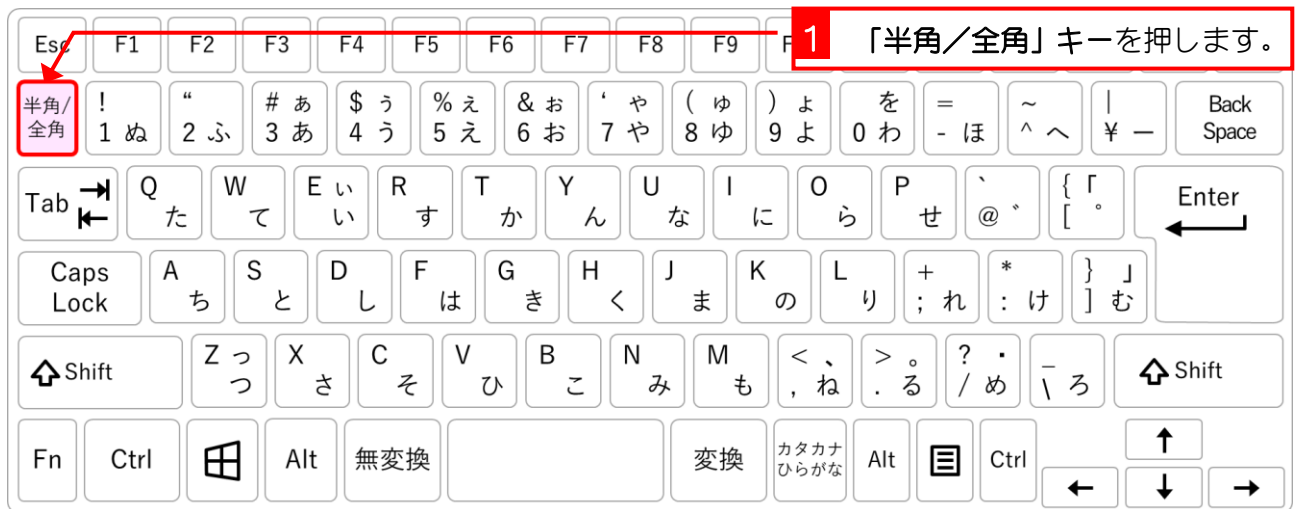 Esc F1 F2 F3 F4 F5 F6 F7 F8 F9 1 「半角／全角」キーを押します。
半角/ ! “ # ぁ $ ぅ % ぇ & ぉ ‘ ゃ ( ゅ ) ょ を = ~ | Back
全角 1 ぬ 2 ふ 3 あ 4 う 5 え 6 お 7 や 8 ゆ 9 よ 0 わ - ほ ^ へ ¥ ー Space
Tab Q W E ぃ R T Y U I O P ` { 「 Enter
た て い す か ん な に ら せ @ ゛ [ ゜
Caps A S D F G H J K L + * } 」
Lock ち と し は き く ま の り ; れ : け ] む
Shift Z っ X C V B N M < 、 > 。 ? ・ _ Shift
つ さ そ ひ こ み も , ね . る / め \ ろ
Fn Ctrl Alt 無変換 変換 カタカナ Alt Ctrl ↑
ひらがな
← ↓ →